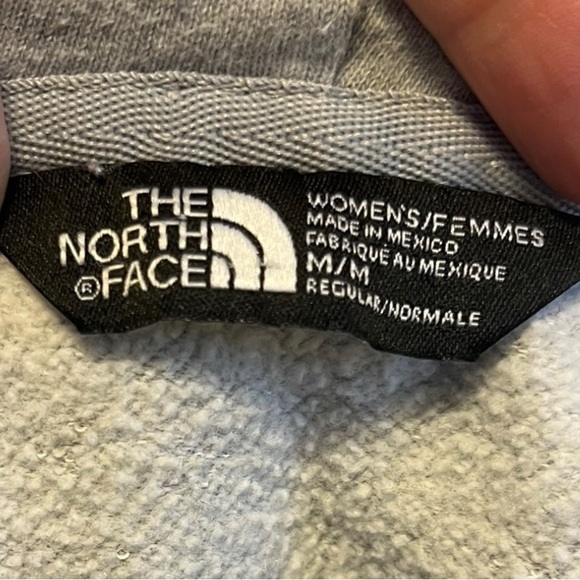 THE
NORTH
® FACE
WOMEN'S/FEMMES
MADE IN MEXICO
FABRIQUÉ AU MEXIQUE
M/M
REGULAR/NORMALE